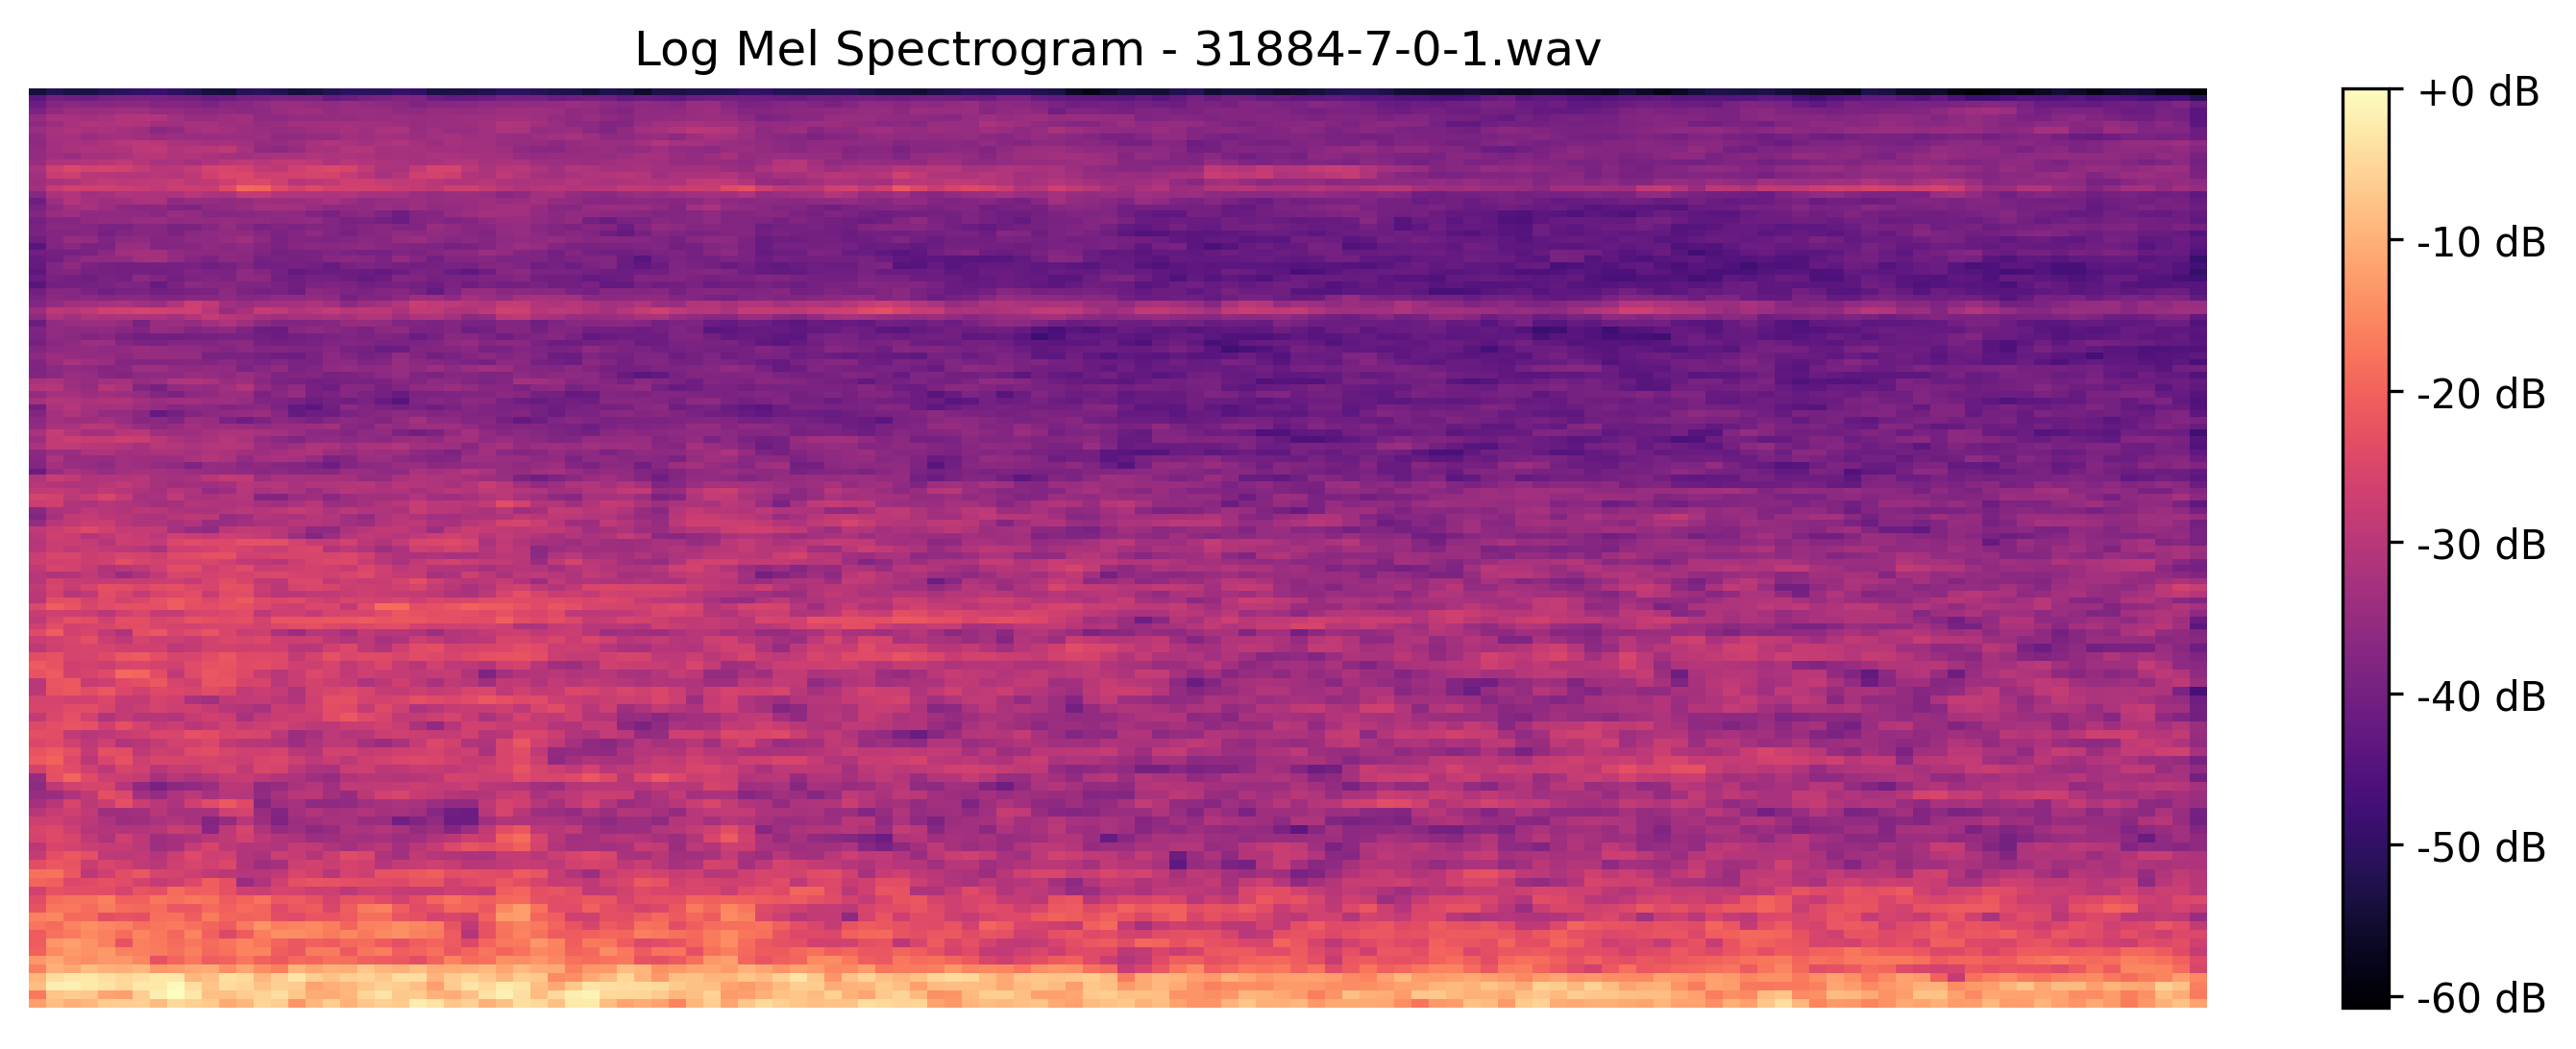 Log Mel Spectrogram - 31884-7-0-1.wav
+0 dB
-10 dB
-20 dB
-30 dB
-40 dB
-50 dB
-60 dB